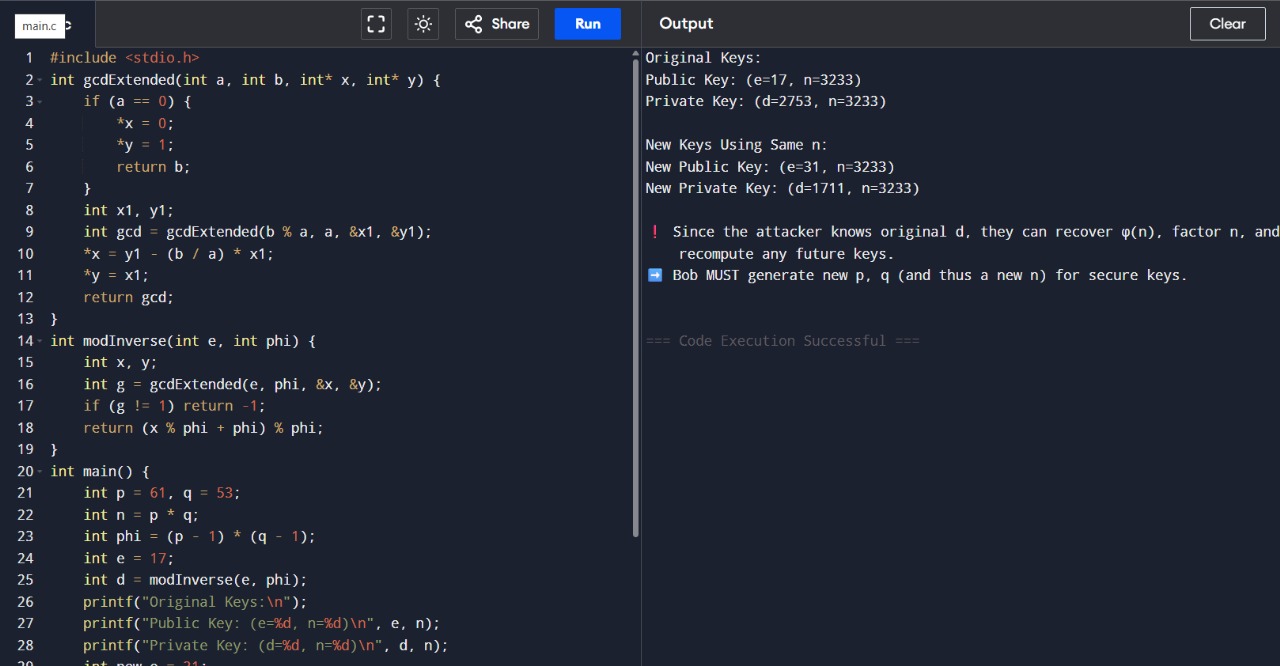 main.c
Share
Run
Output
Clear
1 #include <stdio.h>
2 int gcdExtended(int a, int b, int* x, int* y) {
3 if (a == 0) {
4 *x = 0;
5 *y = 1;
6 return b;
7 }
8 int x1, y1;
9 int gcd = gcdExtended(b % a, a, &x1, &y1);
10 *x = y1 - (b / a) * x1;
11 *y = x1;
12 return gcd;
13 }
14 int modInverse(int e, int phi) {
15 int x, y;
16 int g = gcdExtended(e, phi, &x, &y);
17 if (g != 1) return -1;
18 return (x % phi + phi) % phi;
19 }
20 int main() {
21 int p = 61, q = 53;
22 int n = p * q;
23 int phi = (p - 1) * (q - 1);
24 int e = 17;
25 int d = modInverse(e, phi);
26 printf("Original Keys:\n");
27 printf("Public Key: (e=%d, n=%d)\n", e, n);
28 printf("Private Key: (d=%d, n=%d)\n", d, n);
29 int new_e = 31;
Original Keys:
Public Key: (e=17, n=3233)
Private Key: (d=2753, n=3233)
New Keys Using Same n:
New Public Key: (e=31, n=3233)
New Private Key: (d=1711, n=3233)
❗ Since the attacker knows original d, they can recover φ(n), factor n, and
recompute any future keys.
➡️ Bob MUST generate new p, q (and thus a new n) for secure keys.
=== Code Execution Successful ===